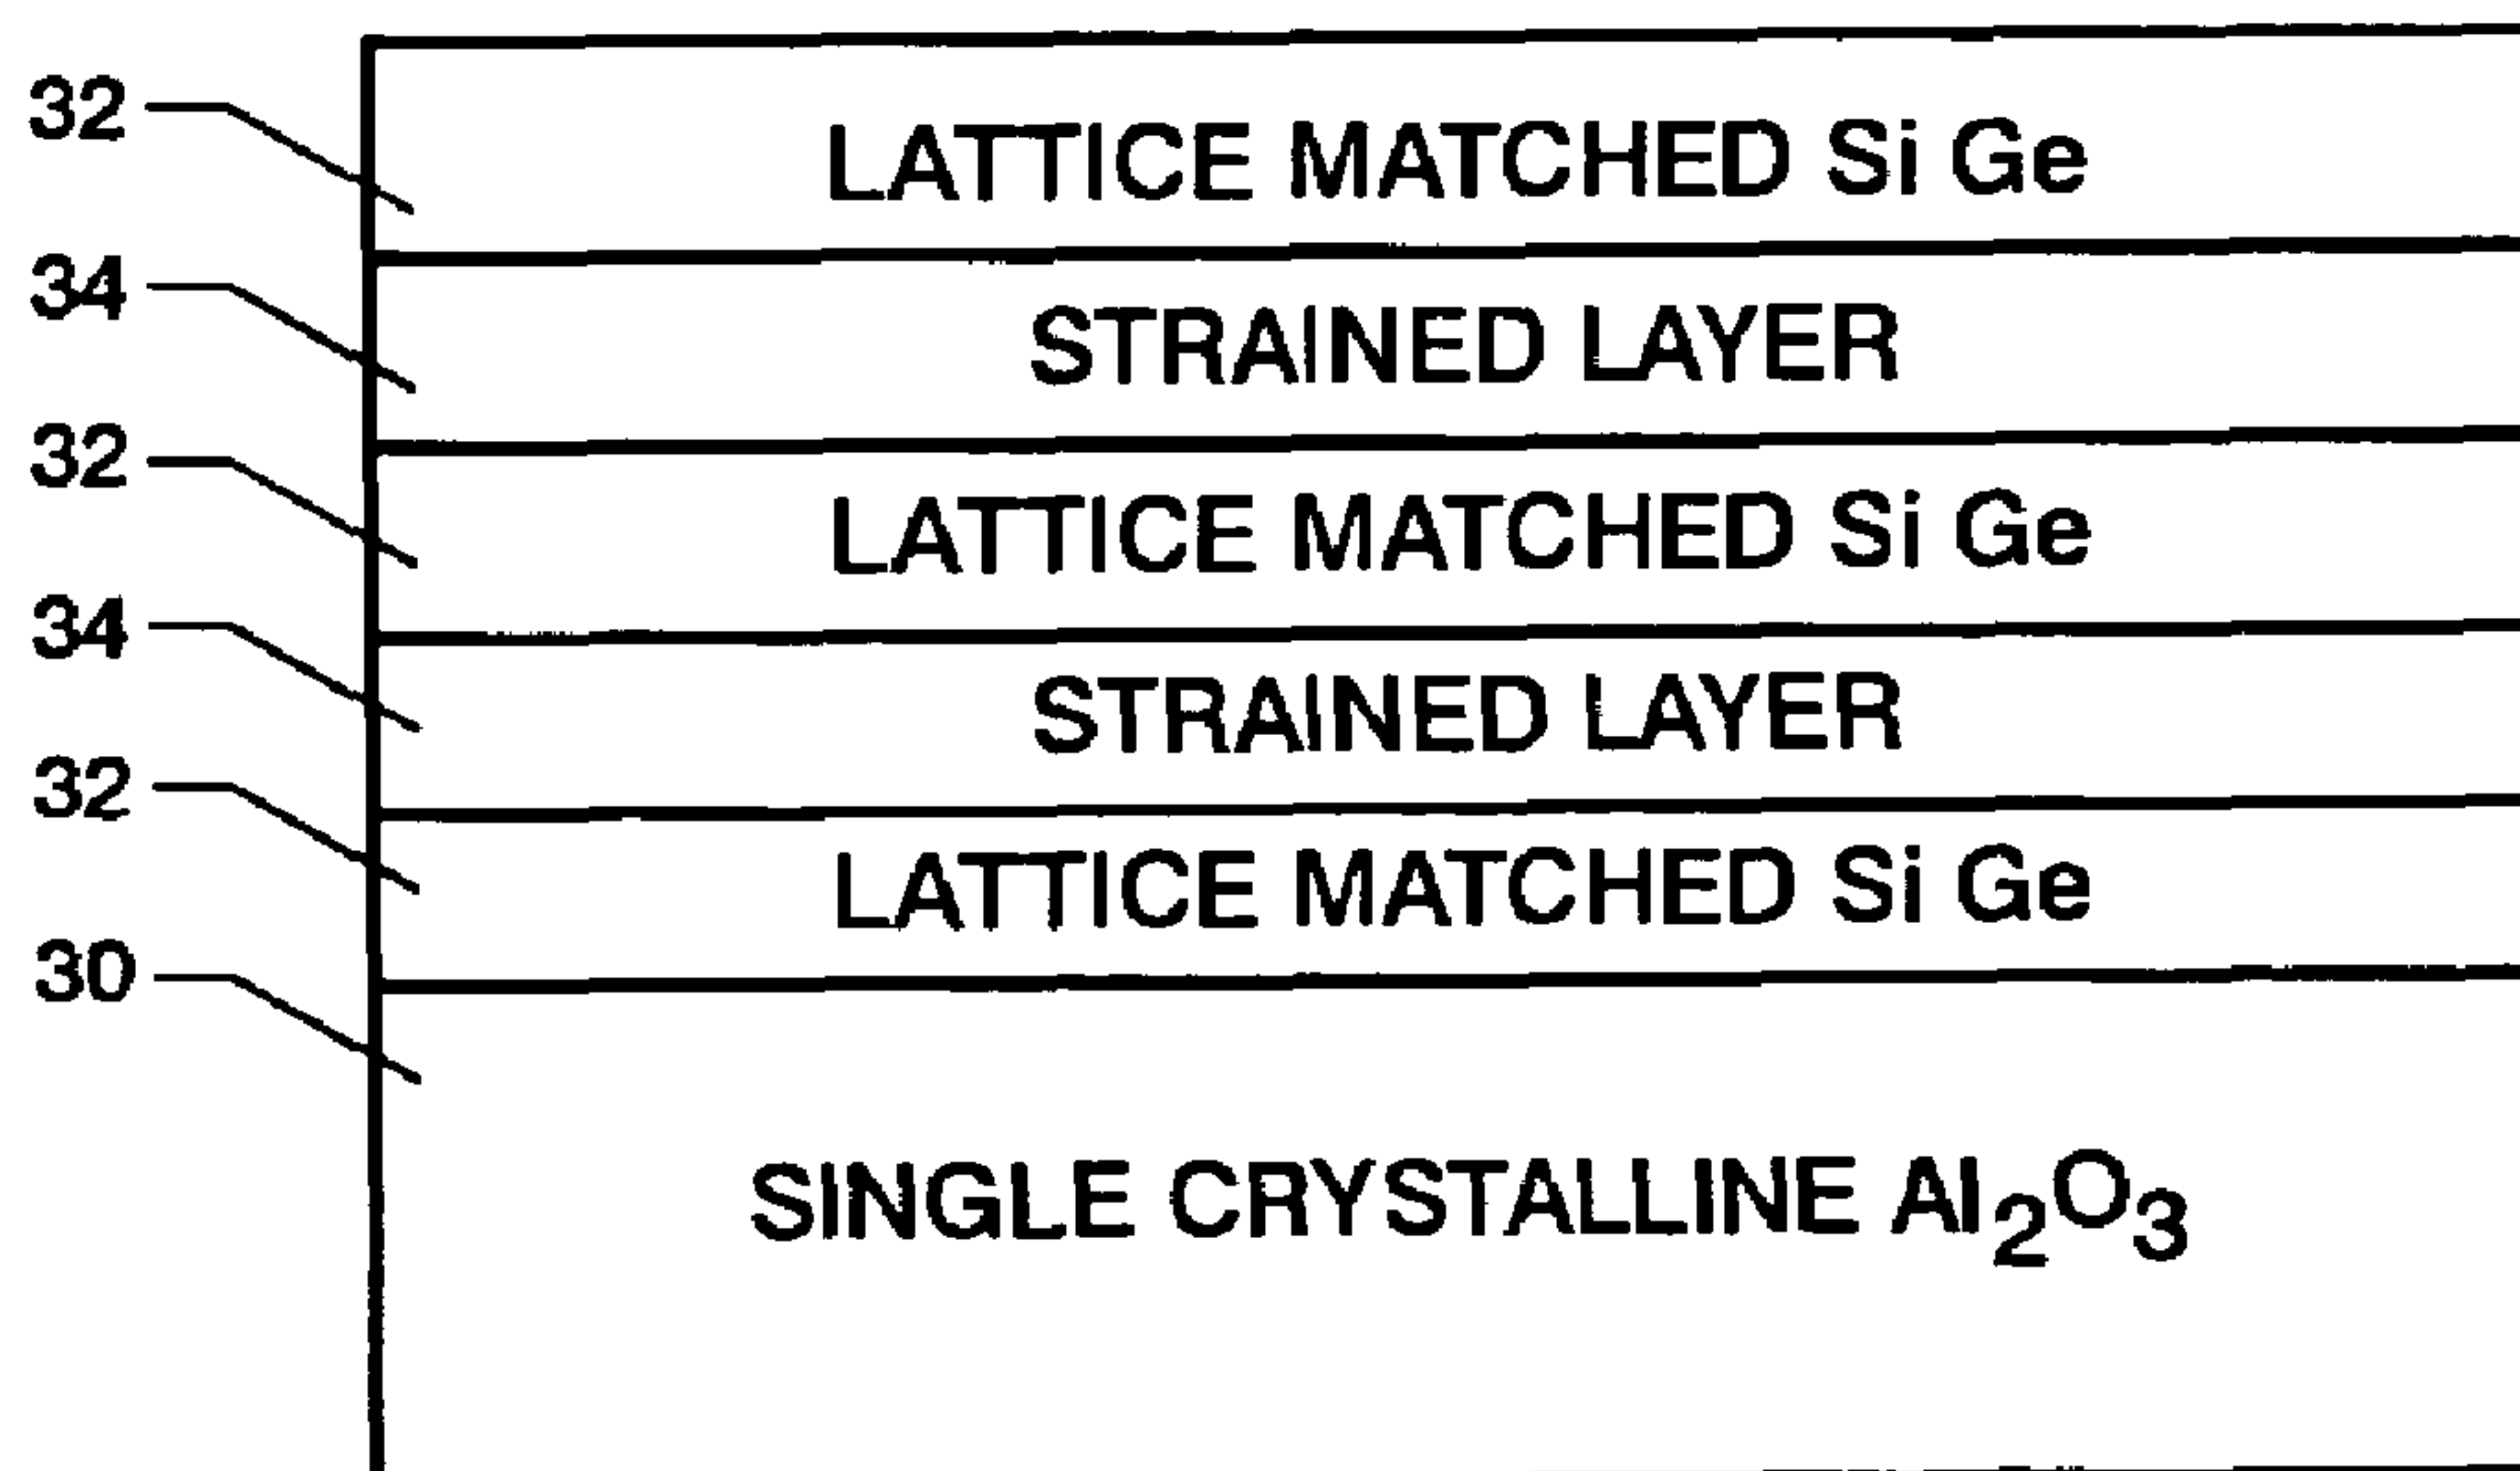 32 LATTICE MATCHED Si Ge
34 STRAINED LAYER
32 LATTICE MATCHED Si Ge
34 STRAINED LAYER
32 LATTICE MATCHED Si Ge
30
SINGLE CRYSTALLINE Al₂O₃